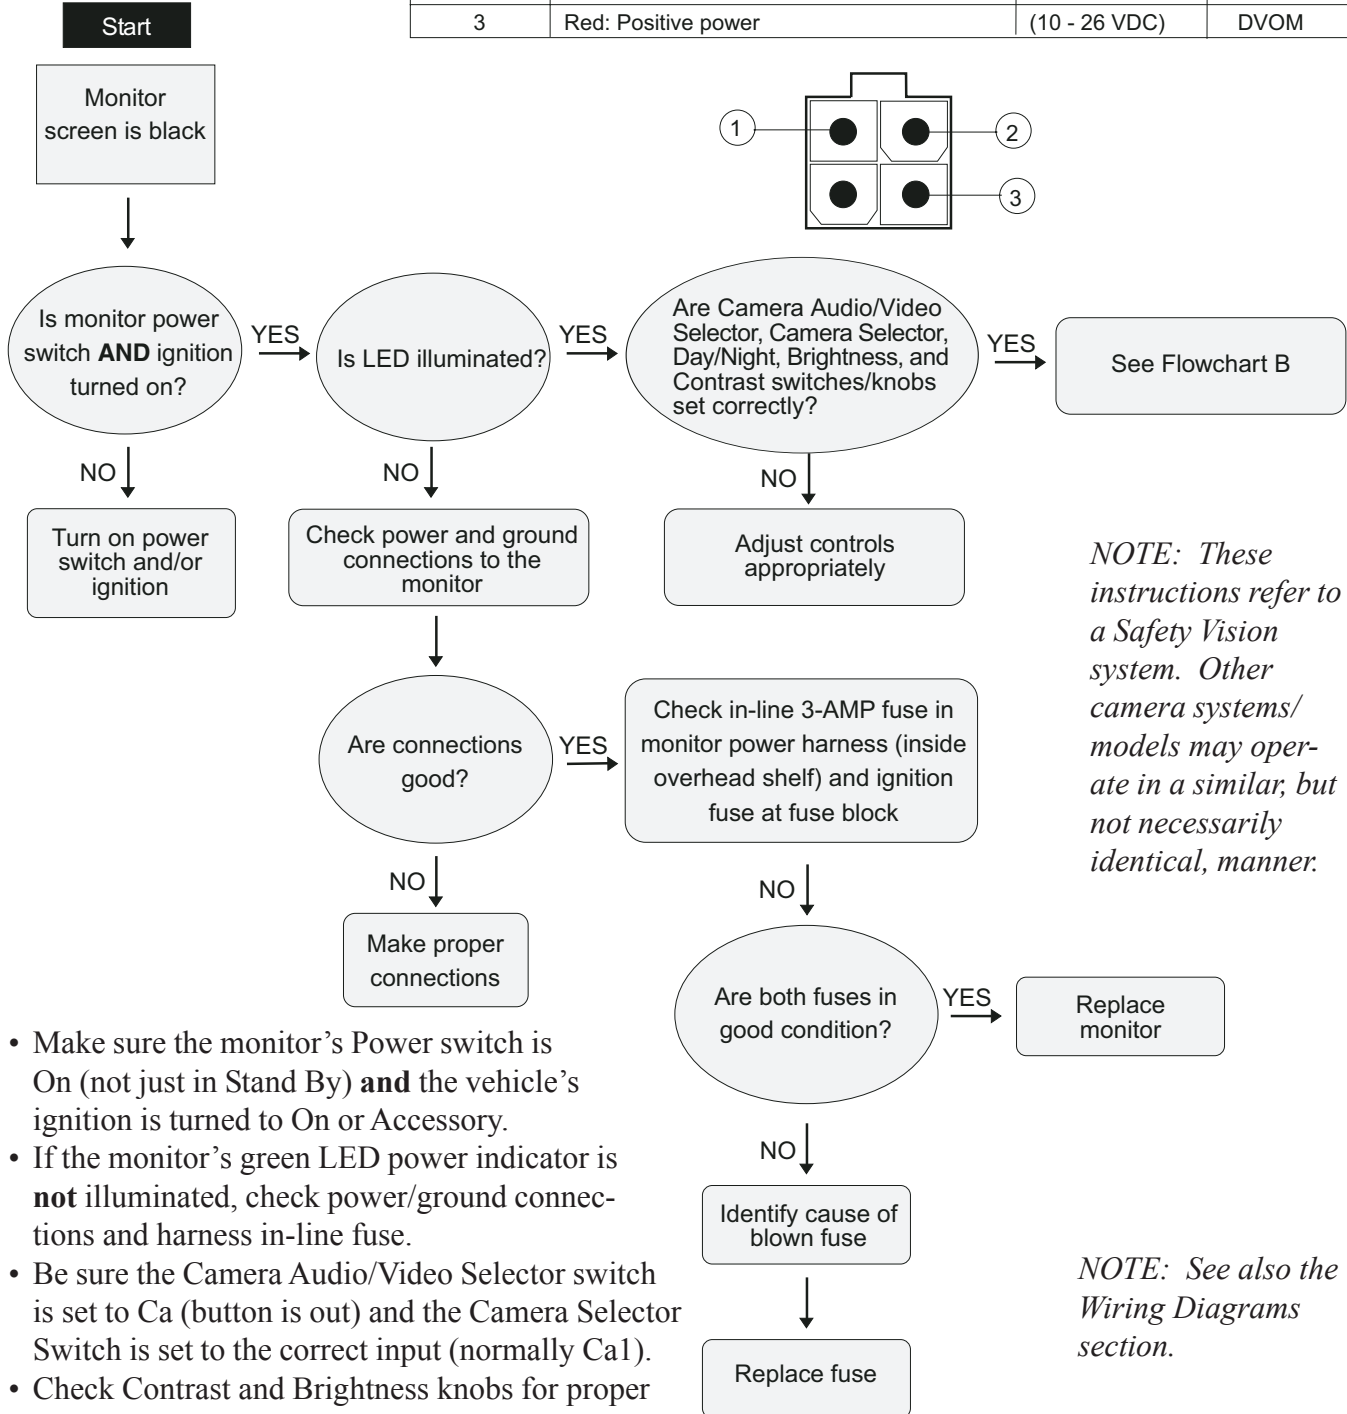 Start
3 Red: Positive power (10 - 26 VDC) DVOM
Monitor
screen is black
1
2
3
Is monitor power
switch AND ignition
turned on?
YES
Is LED illuminated?
YES
Are Camera Audio/Video
Selector, Camera Selector,
Day/Night, Brightness, and
Contrast switches/knobs
set correctly?
YES
See Flowchart B
NO
NO
NO
Turn on power
switch and/or
ignition
Check power and ground
connections to the
monitor
Adjust controls
appropriately
NOTE: These
instructions refer to
a Safety Vision
system. Other
camera systems/
models may oper-
ate in a similar, but
not necessarily
identical, manner.
Are connections
good?
YES
Check in-line 3-AMP fuse in
monitor power harness (inside
overhead shelf) and ignition
fuse at fuse block
NO
NO
Make proper
connections
Are both fuses in
good condition?
YES
Replace
monitor
• Make sure the monitor’s Power switch is
On (not just in Stand By) and the vehicle’s
ignition is turned to On or Accessory.
• If the monitor’s green LED power indicator is
not illuminated, check power/ground connec-
tions and harness in-line fuse.
• Be sure the Camera Audio/Video Selector switch
is set to Ca (button is out) and the Camera Selector
Switch is set to the correct input (normally Ca1).
• Check Contrast and Brightness knobs for proper
NO
Identify cause of
blown fuse
Replace fuse
NOTE: See also the
Wiring Diagrams
section.